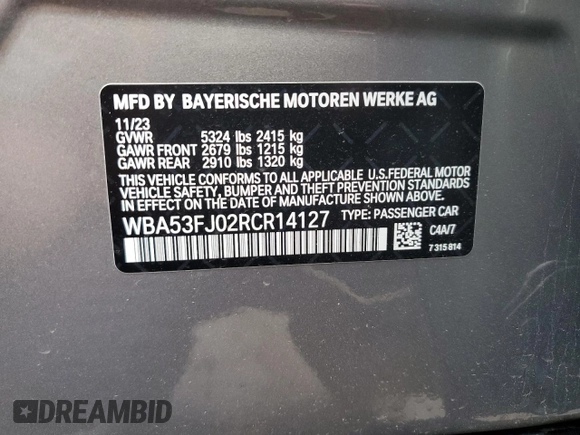 MFD BY BAYERISCHE MOTOREN WERKE AG
11/23
GVWR 5324 lbs 2415 kg
GAWR FRONT 2679 lbs 1215 kg
GAWR REAR 2910 lbs 1320 kg
THIS VEHICLE CONFORMS TO ALL APPLICABLE U.S.FEDERAL MOTOR
VEHICLE SAFETY, BUMPER AND THEFT PREVENTION STANDARDS
IN EFFECT ON THE DATE OF MANUFACTURE SHOWN ABOVE.
WBA53FJ02RCR14127 TYPE: PASSENGER CAR
C4A/7
7 315 814
DREAMBID